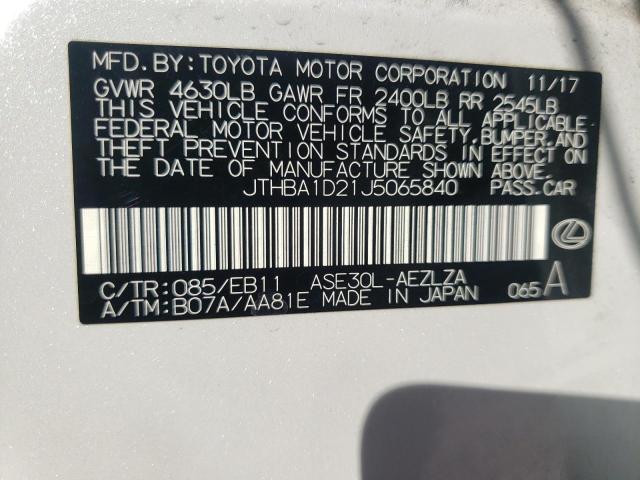 MFD. BY: TOYOTA MOTOR CORPORATION 11/17
GVWR 4630LB GAWR FR 2400LB RR 2545LB
THIS VEHICLE CONFORMS TO ALL APPLICABLE
FEDERAL MOTOR VEHICLE SAFETY, BUMPER, AND
THEFT PREVENTION STANDARDS IN EFFECT ON
THE DATE OF MANUFACTURE SHOWN ABOVE.
JTHBA1D21J5065840 PASS. CAR
C/TR: 085/EB11 ASE30L-AEZLZA
A/TM: B07A/AA81E MADE IN JAPAN 065 A